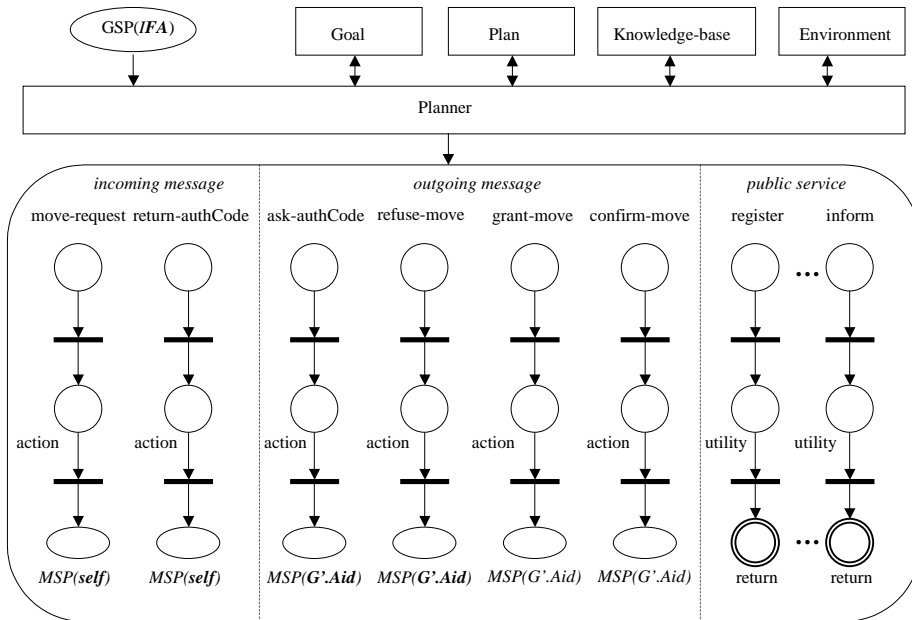 GSP(IFA)
Goal
Plan
Knowledge-base
Environment
Planner
incoming message
outgoing message
public service
move-request
return-authCode
ask-authCode
refuse-move
grant-move
confirm-move
register
inform
...
action
action
action
action
action
action
utility
utility
...
MSP(self)
MSP(self)
MSP(G'.Aid)
MSP(G'.Aid)
MSP(G'.Aid)
MSP(G'.Aid)
return
return